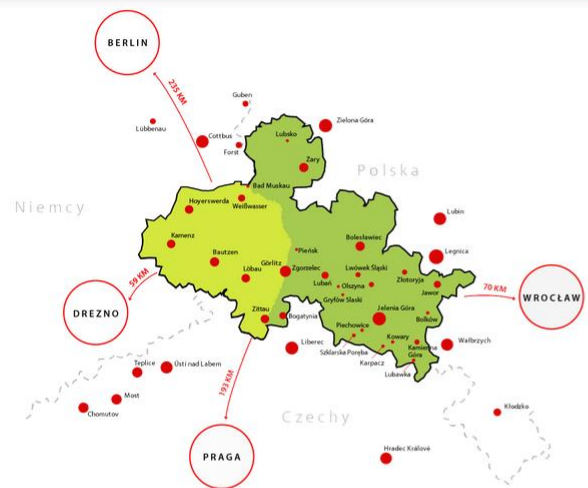 BERLIN
235 KM
Guben
Lübbenau
Cottbus
Forst
Zielona Góra
Lubsko
Żary
Polska
Niemcy
Bad Muskau
Hoyerswerda
Weißwasser
Lubin
Kamenz
Bautzen
Löbau
Görlitz
Pieńsk
Zgorzelec
Bolesławiec
Legnica
Lubań
Lwówek Śląski
Olszyna
Gryfów Śląski
Złotoryja
Jawor
59 KM
DREZNO
70 KM
WROCŁAW
Zittau
Bogatynia
Jelenia Góra
Bolków
Piechowice
Szklarska Poręba
Kowary
Karpacz
Kamienna
Góra
Lubawka
Wałbrzych
Liberec
Teplice
Ústí nad Labem
Most
Chomutov
193 KM
PRAGA
Czechy
Kłodzko
Hradec Králové